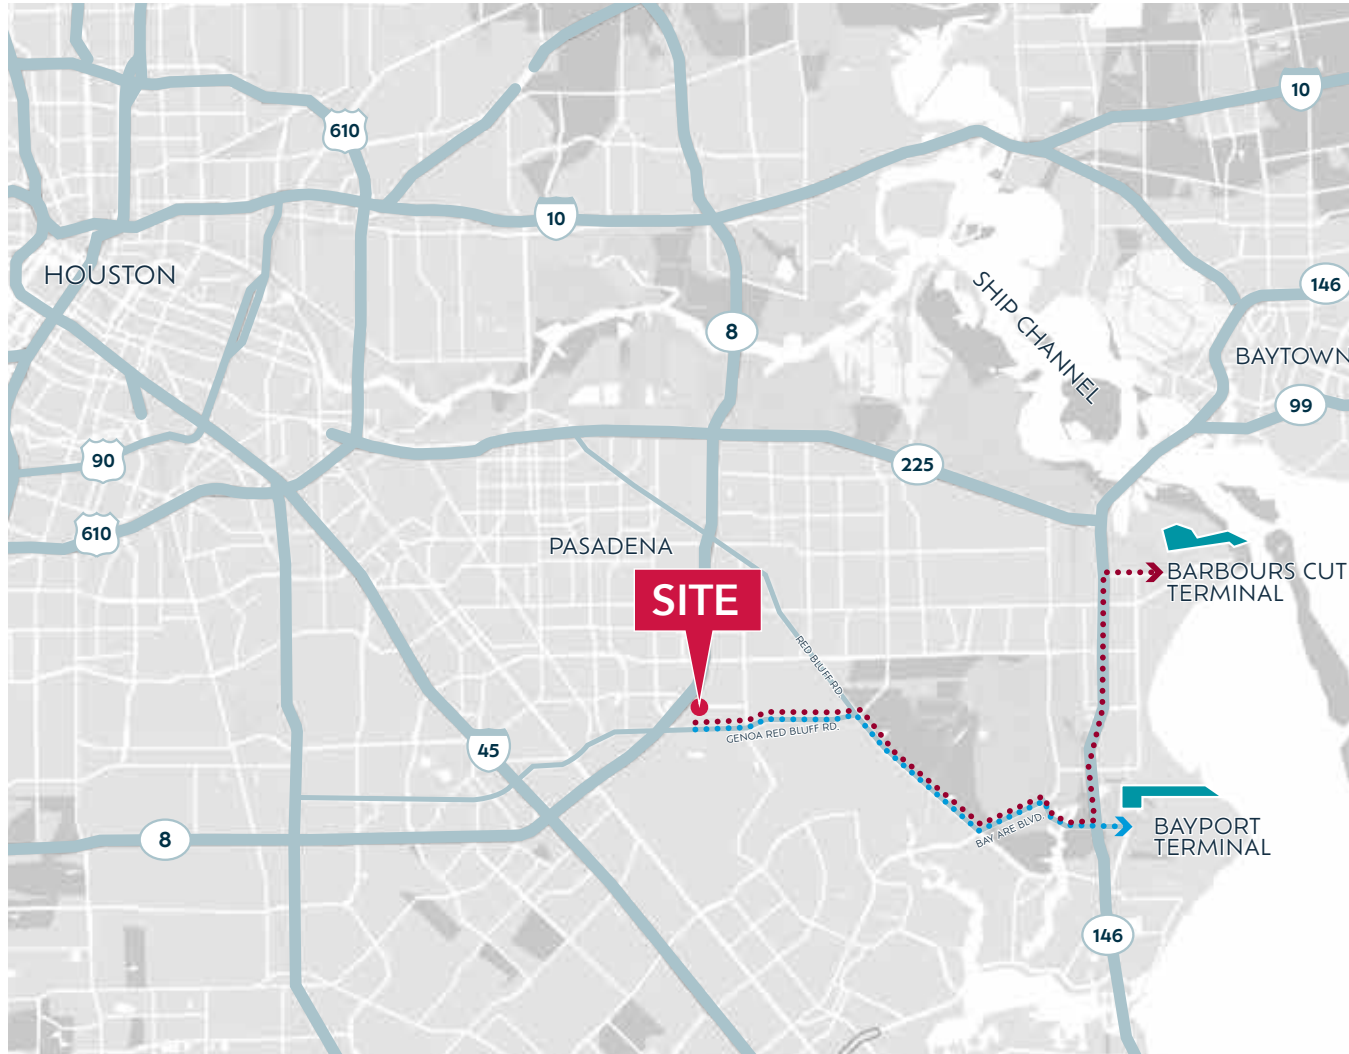 10
610
10
HOUSTON
SHIP CHANNEL
146
8
BAYTOWN
99
90
225
610
PASADENA
BARBOURS CUT
TERMINAL
SITE
RED BLUFF RD.
GENOA RED BLUFF RD.
45
BAY ARE BLVD.
BAYPORT
TERMINAL
8
146